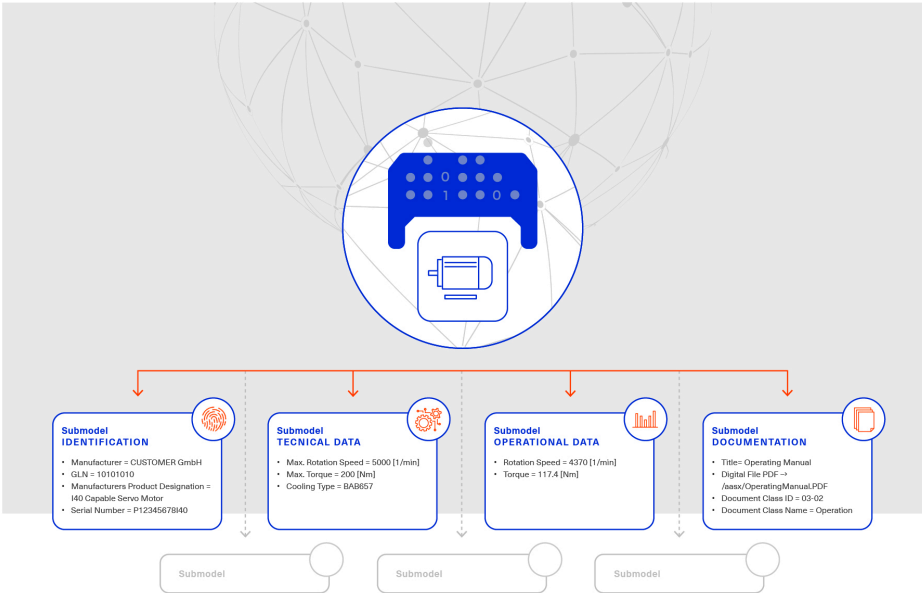 0
1 0
Submodel
IDENTIFICATION
• Manufacturer = CUSTOMER GmbH
• GLN = 10101010
• Manufacturers Product Designation =
I40 Capable Servo Motor
• Serial Number = P12345678I40
Submodel
TECNICAL DATA
• Max. Rotation Speed = 5000 [1/min]
• Max. Torque = 200 [Nm]
• Cooling Type = BAB657
Submodel
OPERATIONAL DATA
• Rotation Speed = 4370 [1/min]
• Torque = 117.4 [Nm]
Submodel
DOCUMENTATION
• Title= Operating Manual
• Digital File PDF ->
/aasx/OperatingManual.PDF
• Document Class ID = 03-02
• Document Class Name = Operation
Submodel
Submodel
Submodel